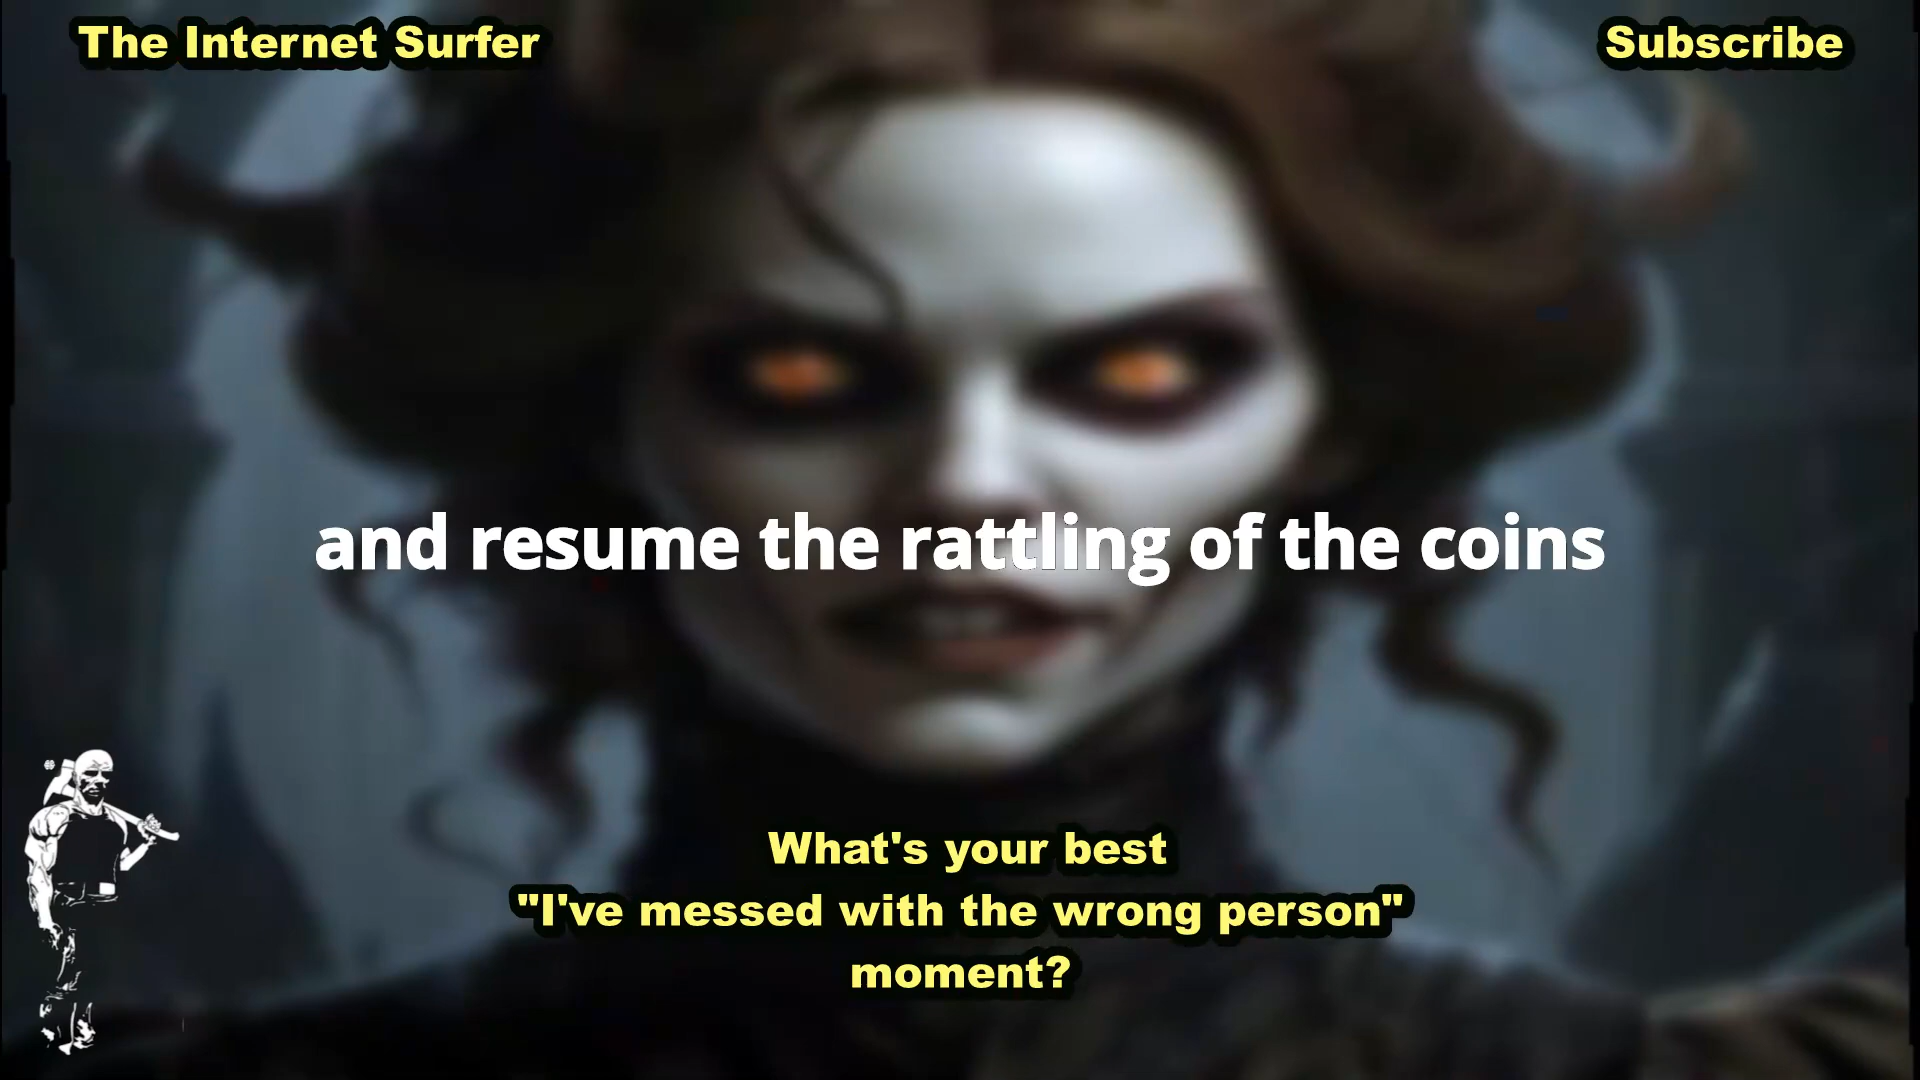 The Internet Surfer
Subscribe
and resume the rattling of the coins
What's your best
"I've messed with the wrong person"
moment?